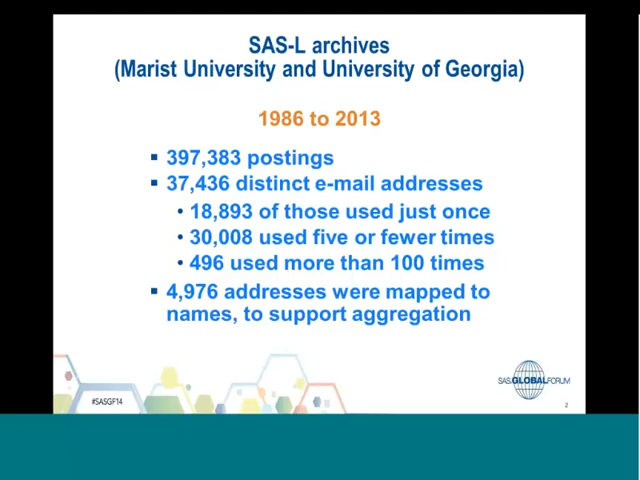 SAS-L archives
(Marist University and University of Georgia)
1986 to 2013
▪ 397,383 postings
▪ 37,436 distinct e-mail addresses
• 18,893 of those used just once
• 30,008 used five or fewer times
• 496 used more than 100 times
▪ 4,976 addresses were mapped to
names, to support aggregation
#SASGF14
SAS GLOBAL FORUM
2